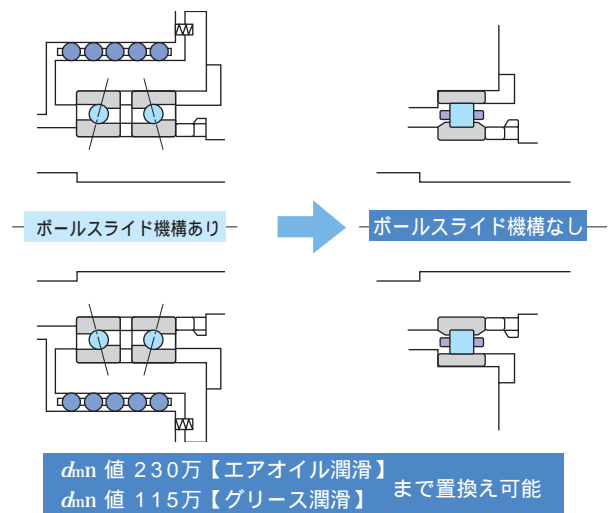 ボールスライド機構あり
ボールスライド機構なし
dmn 値 230万【エアオイル潤滑】
dmn 値 115万【グリース潤滑】
まで置換え可能